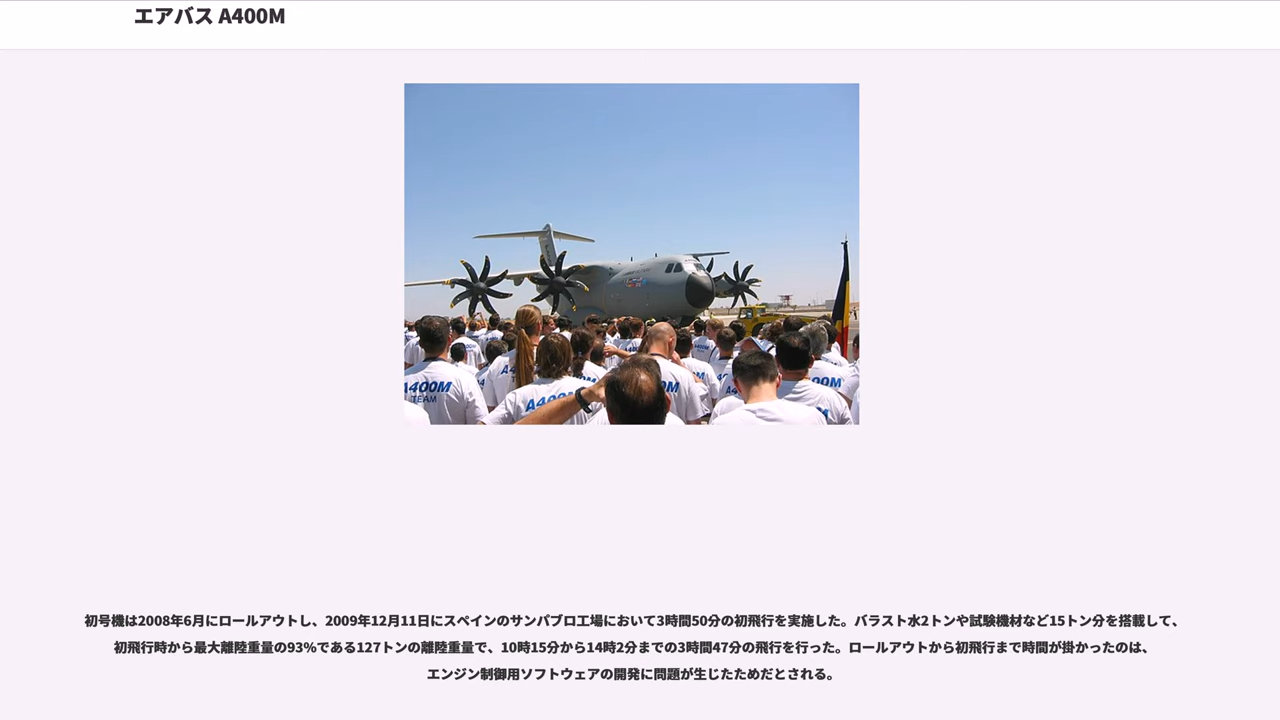 エアバス A400M
A400M
TEAM
初号機は2008年6月にロールアウトし、2009年12月11日にスペインのサンパブロ工場において3時間50分の初飛行を実施した。バラスト水2トンや試験機材など15トン分を搭載して、
初飛行時から最大離陸重量の93%である127トンの離陸重量で、10時15分から14時2分までの3時間47分の飛行を行った。ロールアウトから初飛行まで時間が掛かったのは、
エンジン制御用ソフトウェアの開発に問題が生じたためだとされる。